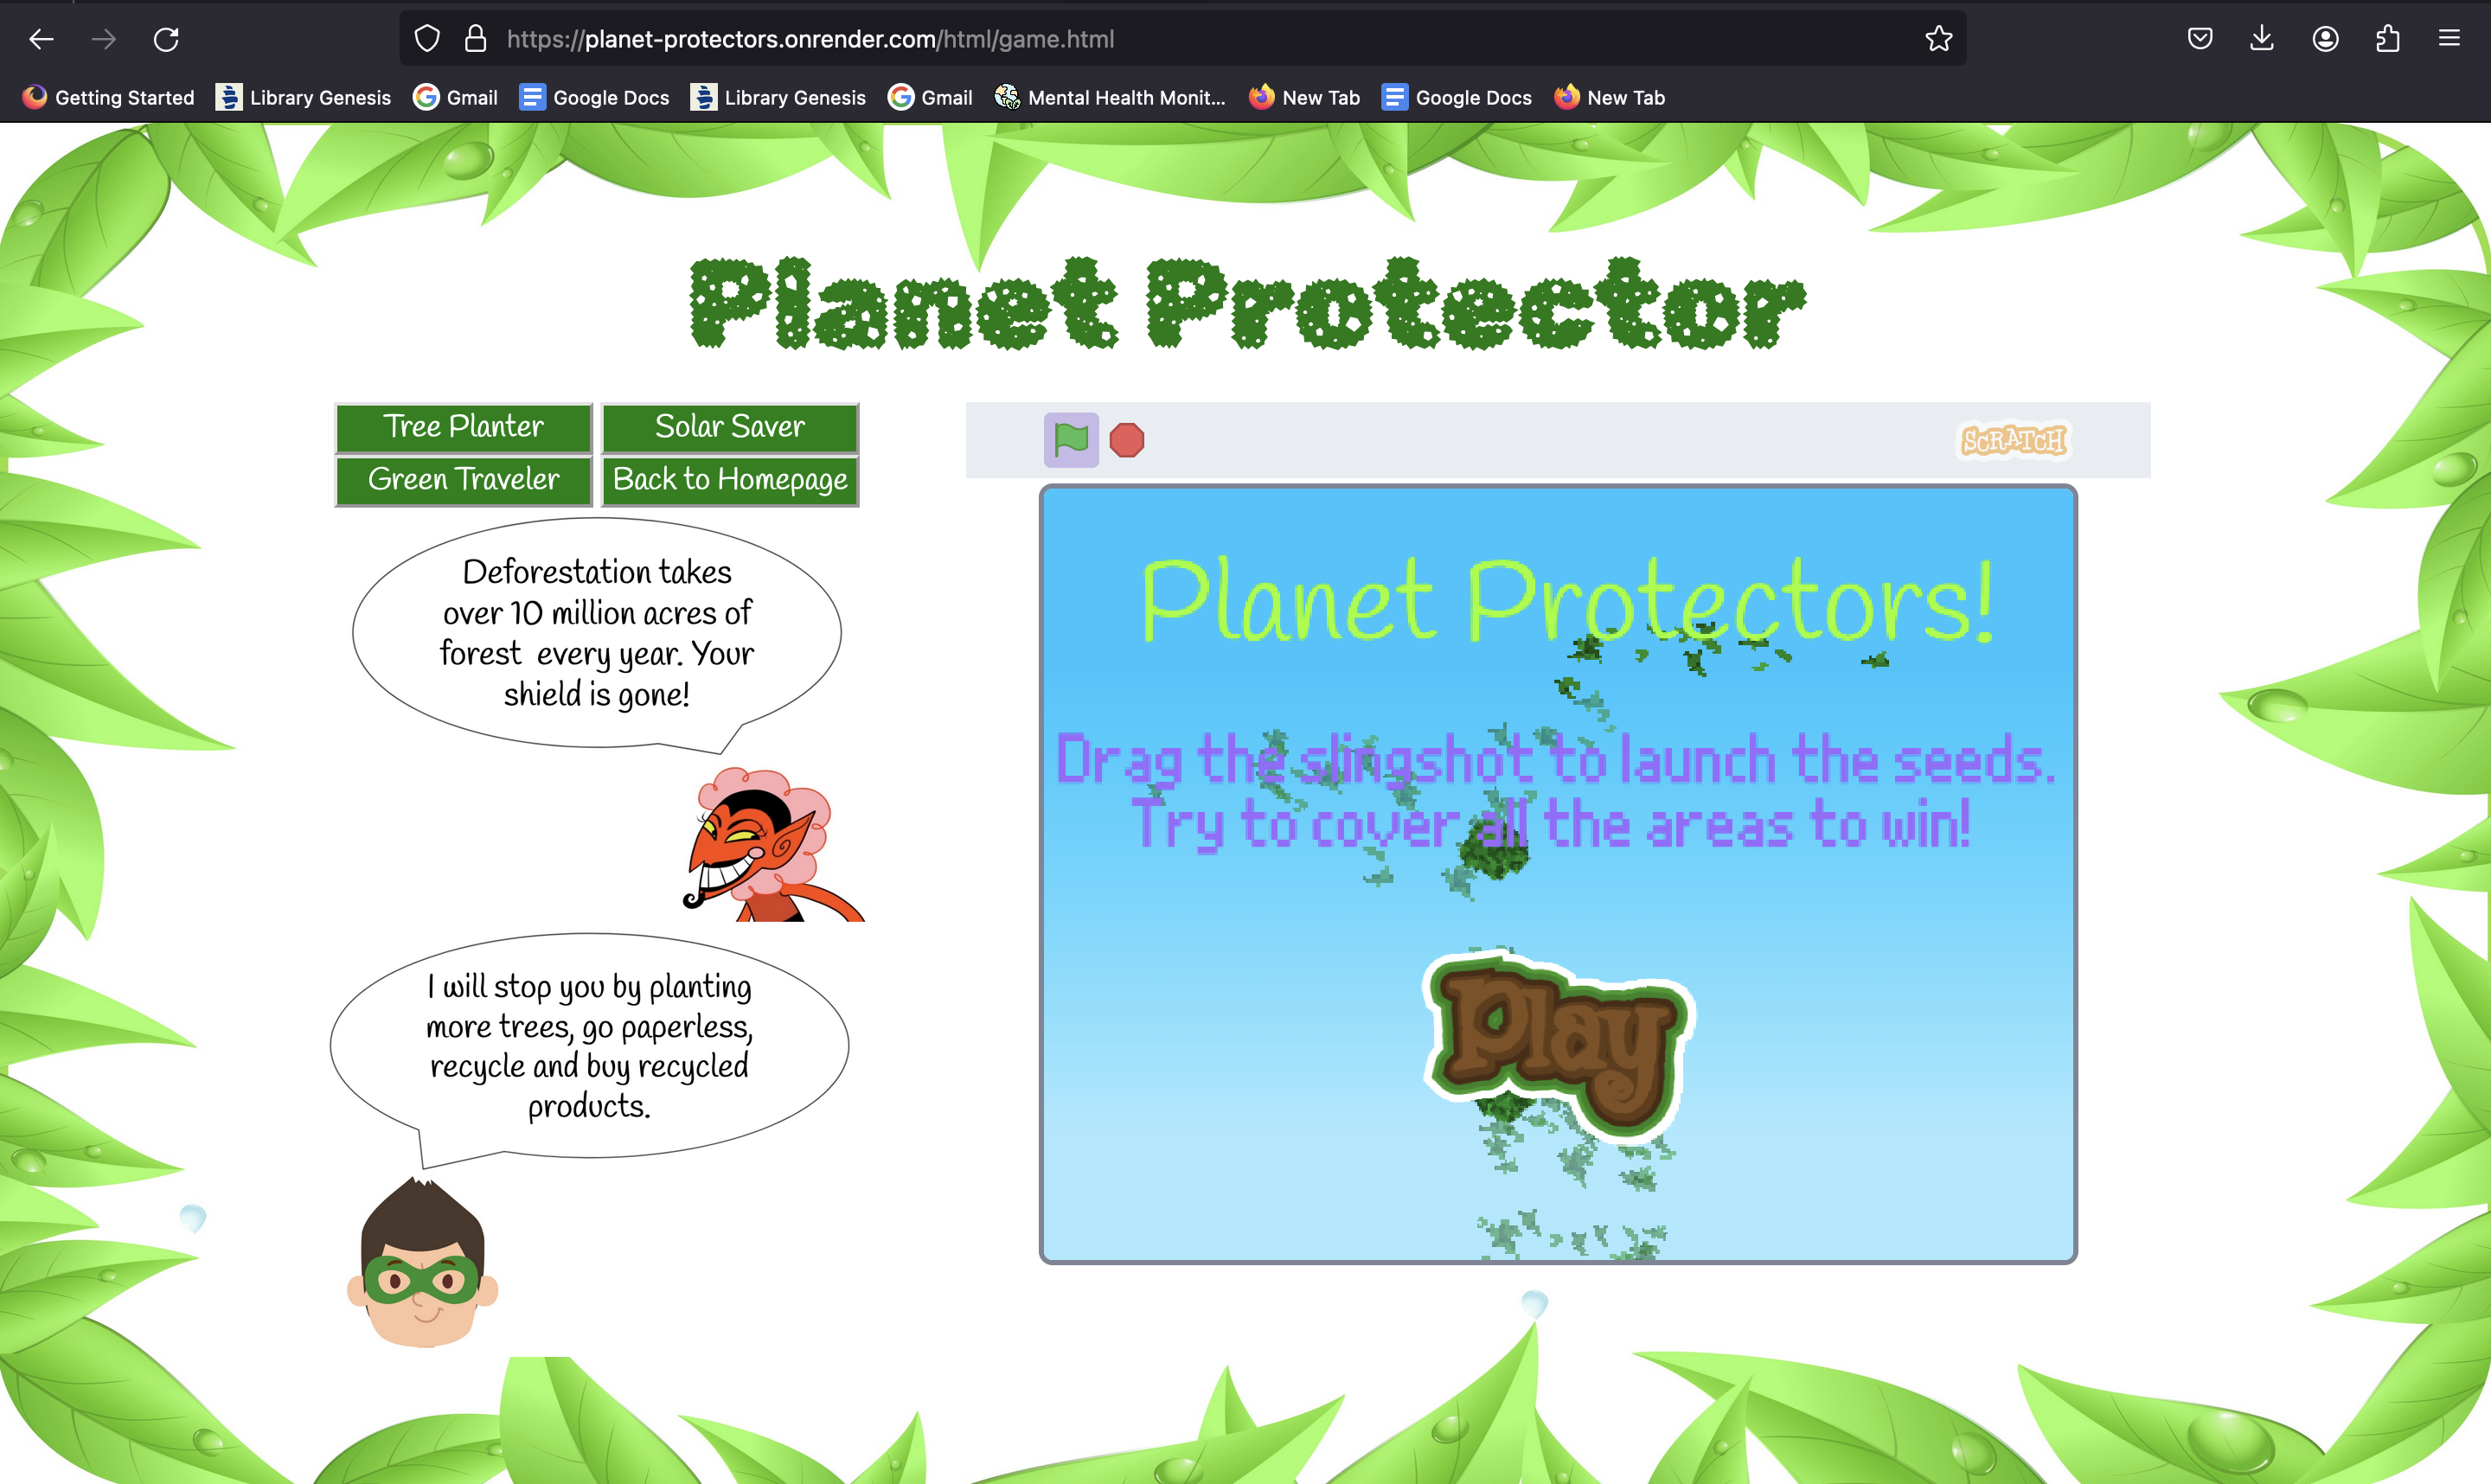 https://planet-protectors.onrender.com/html/game.html
Getting Started Library Genesis Gmail Google Docs Library Genesis Gmail Mental Health Monit... New Tab Google Docs New Tab
Planet Protector
Tree Planter Solar Saver
Green Traveler Back to Homepage
SCRATCH
Deforestation takes
over 10 million acres of
forest every year. Your
shield is gone!
I will stop you by planting
more trees, go paperless,
recycle and buy recycled
products.
Planet Protectors!
Drag the slingshot to launch the seeds.
Try to cover all the areas to win!
play